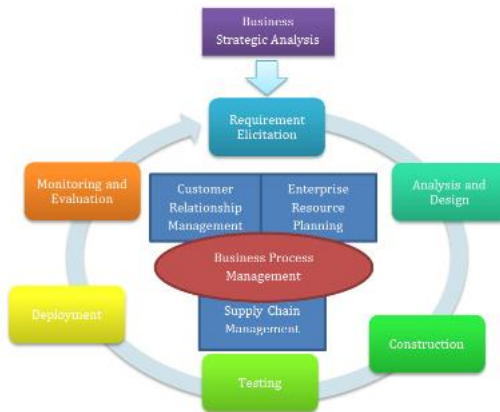 Business
Strategic Analysis
Requirement
Elicitation
Monitoring and
Evaluation
Customer
Relationship
Management
Enterprise
Resource
Planning
Analysis and
Design
Business Process
Management
Deployment
Supply Chain
Management
Construction
Testing